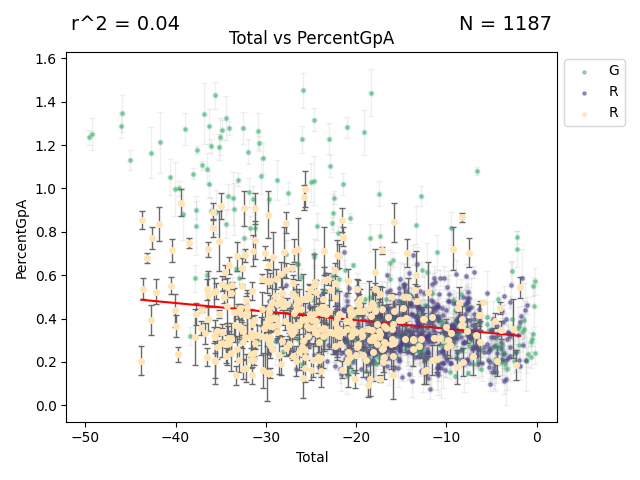 r^2 = 0.04
N = 1187
Total vs PercentGpA
G
R
R
PercentGpA
1.6
1.4
1.2
1.0
0.8
0.6
0.4
0.2
0.0
−50
−40
−30
−20
−10
0
Total